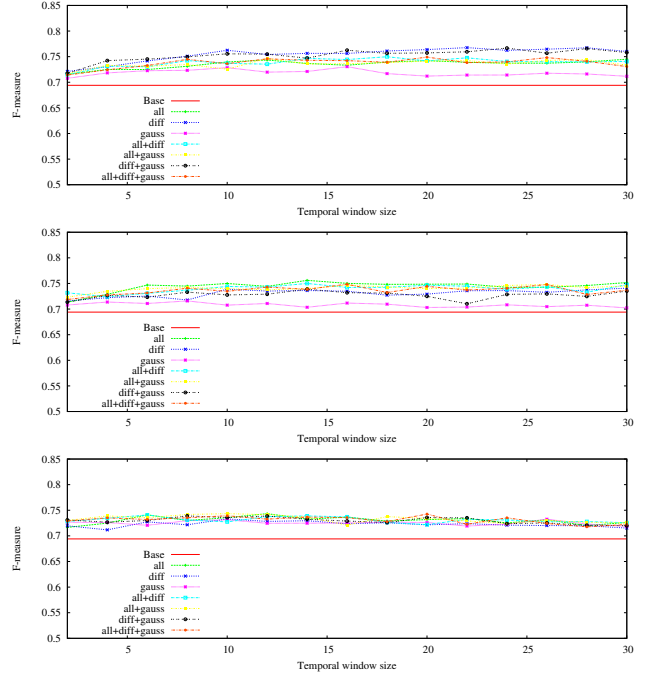 0.85
0.8
0.75
0.7
0.65
0.6
0.55
0.5
F-measure
Base
all
diff
gauss
all+diff
all+gauss
diff+gauss
all+diff+gauss
5 10 15 20 25 30
Temporal window size
0.85
0.8
0.75
0.7
0.65
0.6
0.55
0.5
F-measure
Base
all
diff
gauss
all+diff
all+gauss
diff+gauss
all+diff+gauss
5 10 15 20 25 30
Temporal window size
0.85
0.8
0.75
0.7
0.65
0.6
0.55
0.5
F-measure
Base
all
diff
gauss
all+diff
all+gauss
diff+gauss
all+diff+gauss
5 10 15 20 25 30
Temporal window size